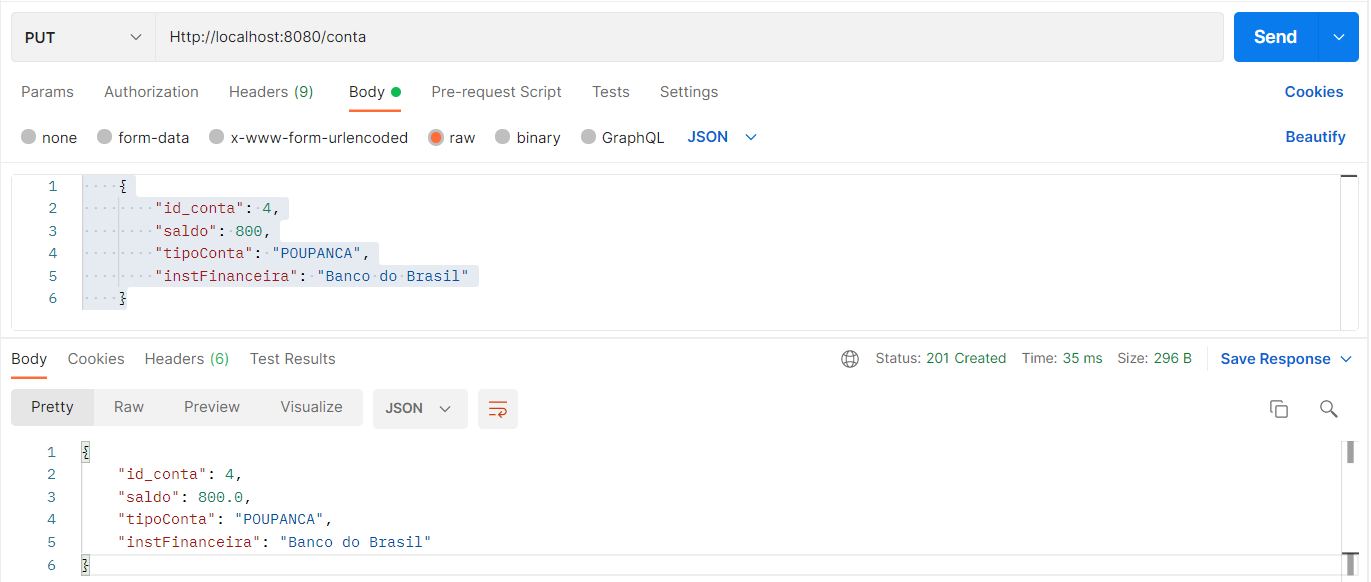 PUT Http://localhost:8080/conta Send
Params Authorization Headers (9) Body Pre-request Script Tests Settings Cookies
none form-data x-www-form-urlencoded raw binary GraphQL JSON Beautify
1 {
2 "id_conta": 4,
3 "saldo": 800,
4 "tipoConta": "POUPANCA",
5 "instFinanceira": "Banco do Brasil"
6 }
Body Cookies Headers (6) Test Results Status: 201 Created Time: 35 ms Size: 296 B Save Response
Pretty Raw Preview Visualize JSON
1 {
2 "id_conta": 4,
3 "saldo": 800.0,
4 "tipoConta": "POUPANCA",
5 "instFinanceira": "Banco do Brasil"
6 }